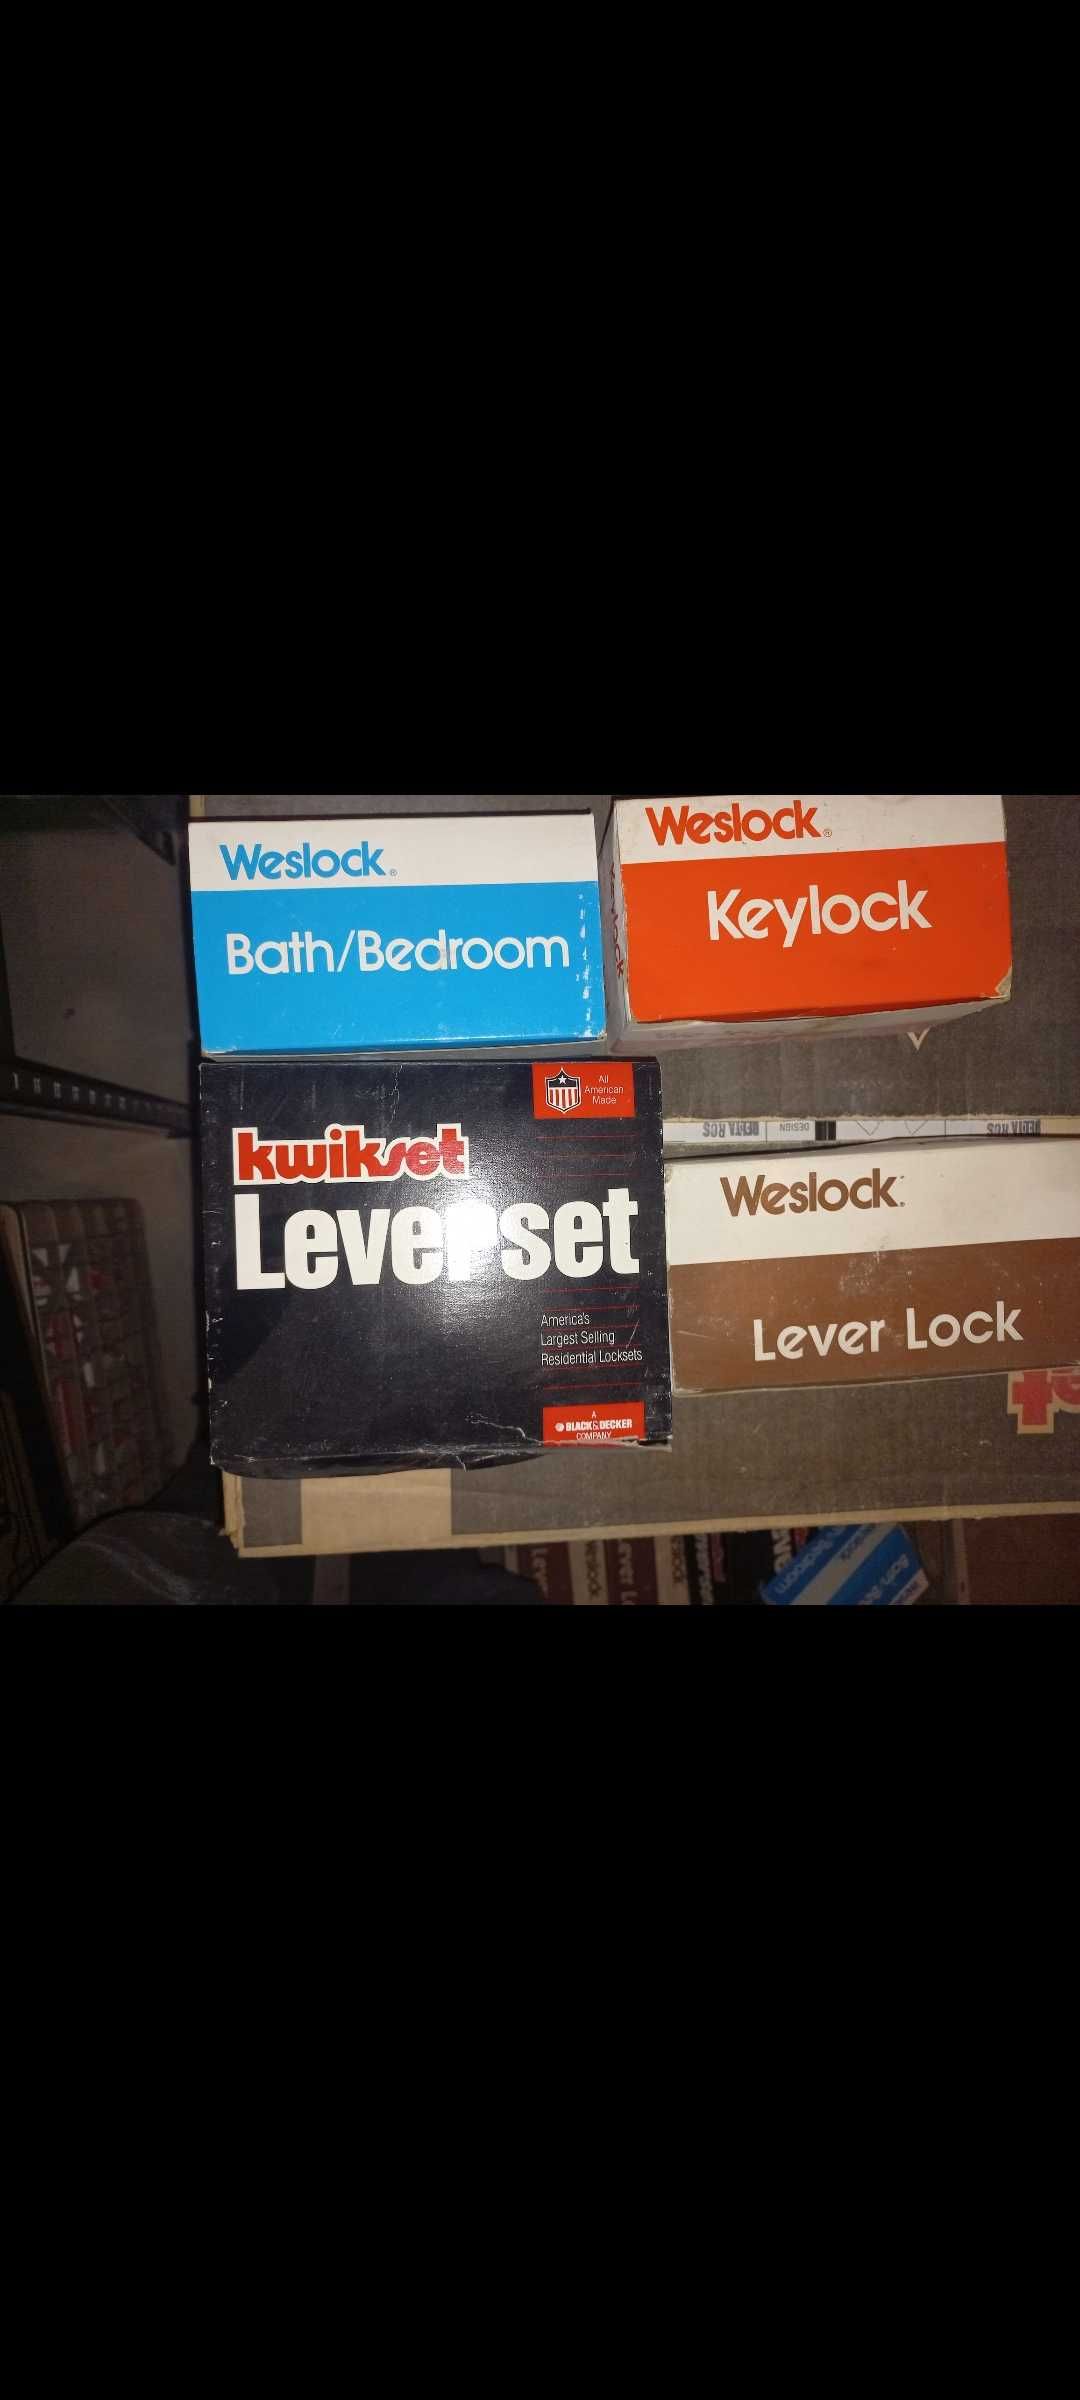 Weslock®
Bath/Bedroom
Weslock®
Keylock
All
American
Made
kwikset
Leverset
America's
Largest Selling
Residential Locksets
A
BLACK & DECKER
COMPANY
DESIGN
Weslock
Lever Lock